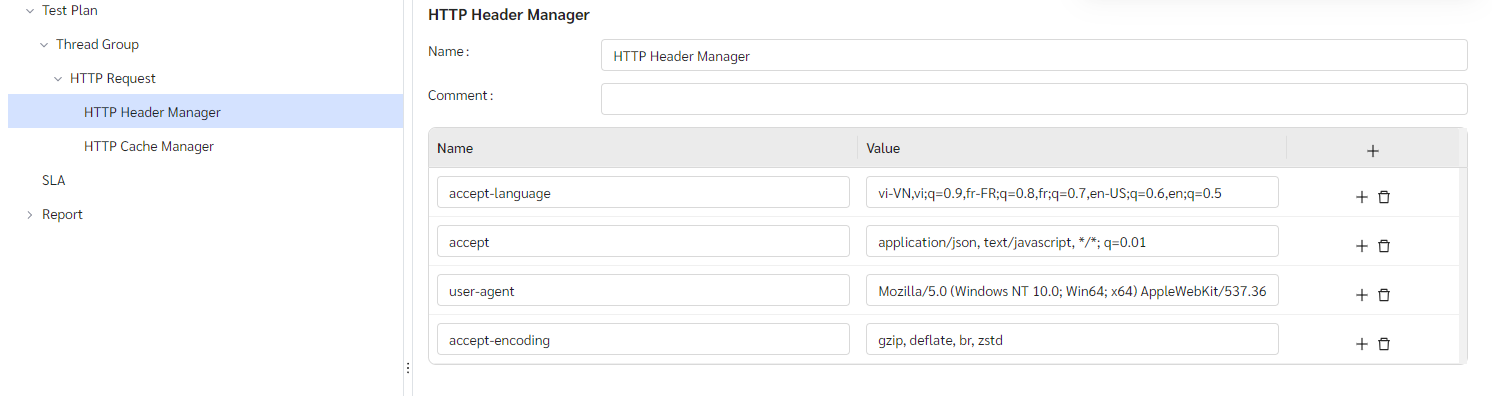 Test Plan
Thread Group
HTTP Request
HTTP Header Manager
HTTP Cache Manager
SLA
Report
HTTP Header Manager
Name :
HTTP Header Manager
Comment :
Name Value
accept-language vi-VN,vi;q=0.9,fr-FR;q=0.8,fr;q=0.7,en-US;q=0.6,en;q=0.5
accept application/json, text/javascript, */*; q=0.01
user-agent Mozilla/5.0 (Windows NT 10.0; Win64; x64) AppleWebKit/537.36
accept-encoding gzip, deflate, br, zstd